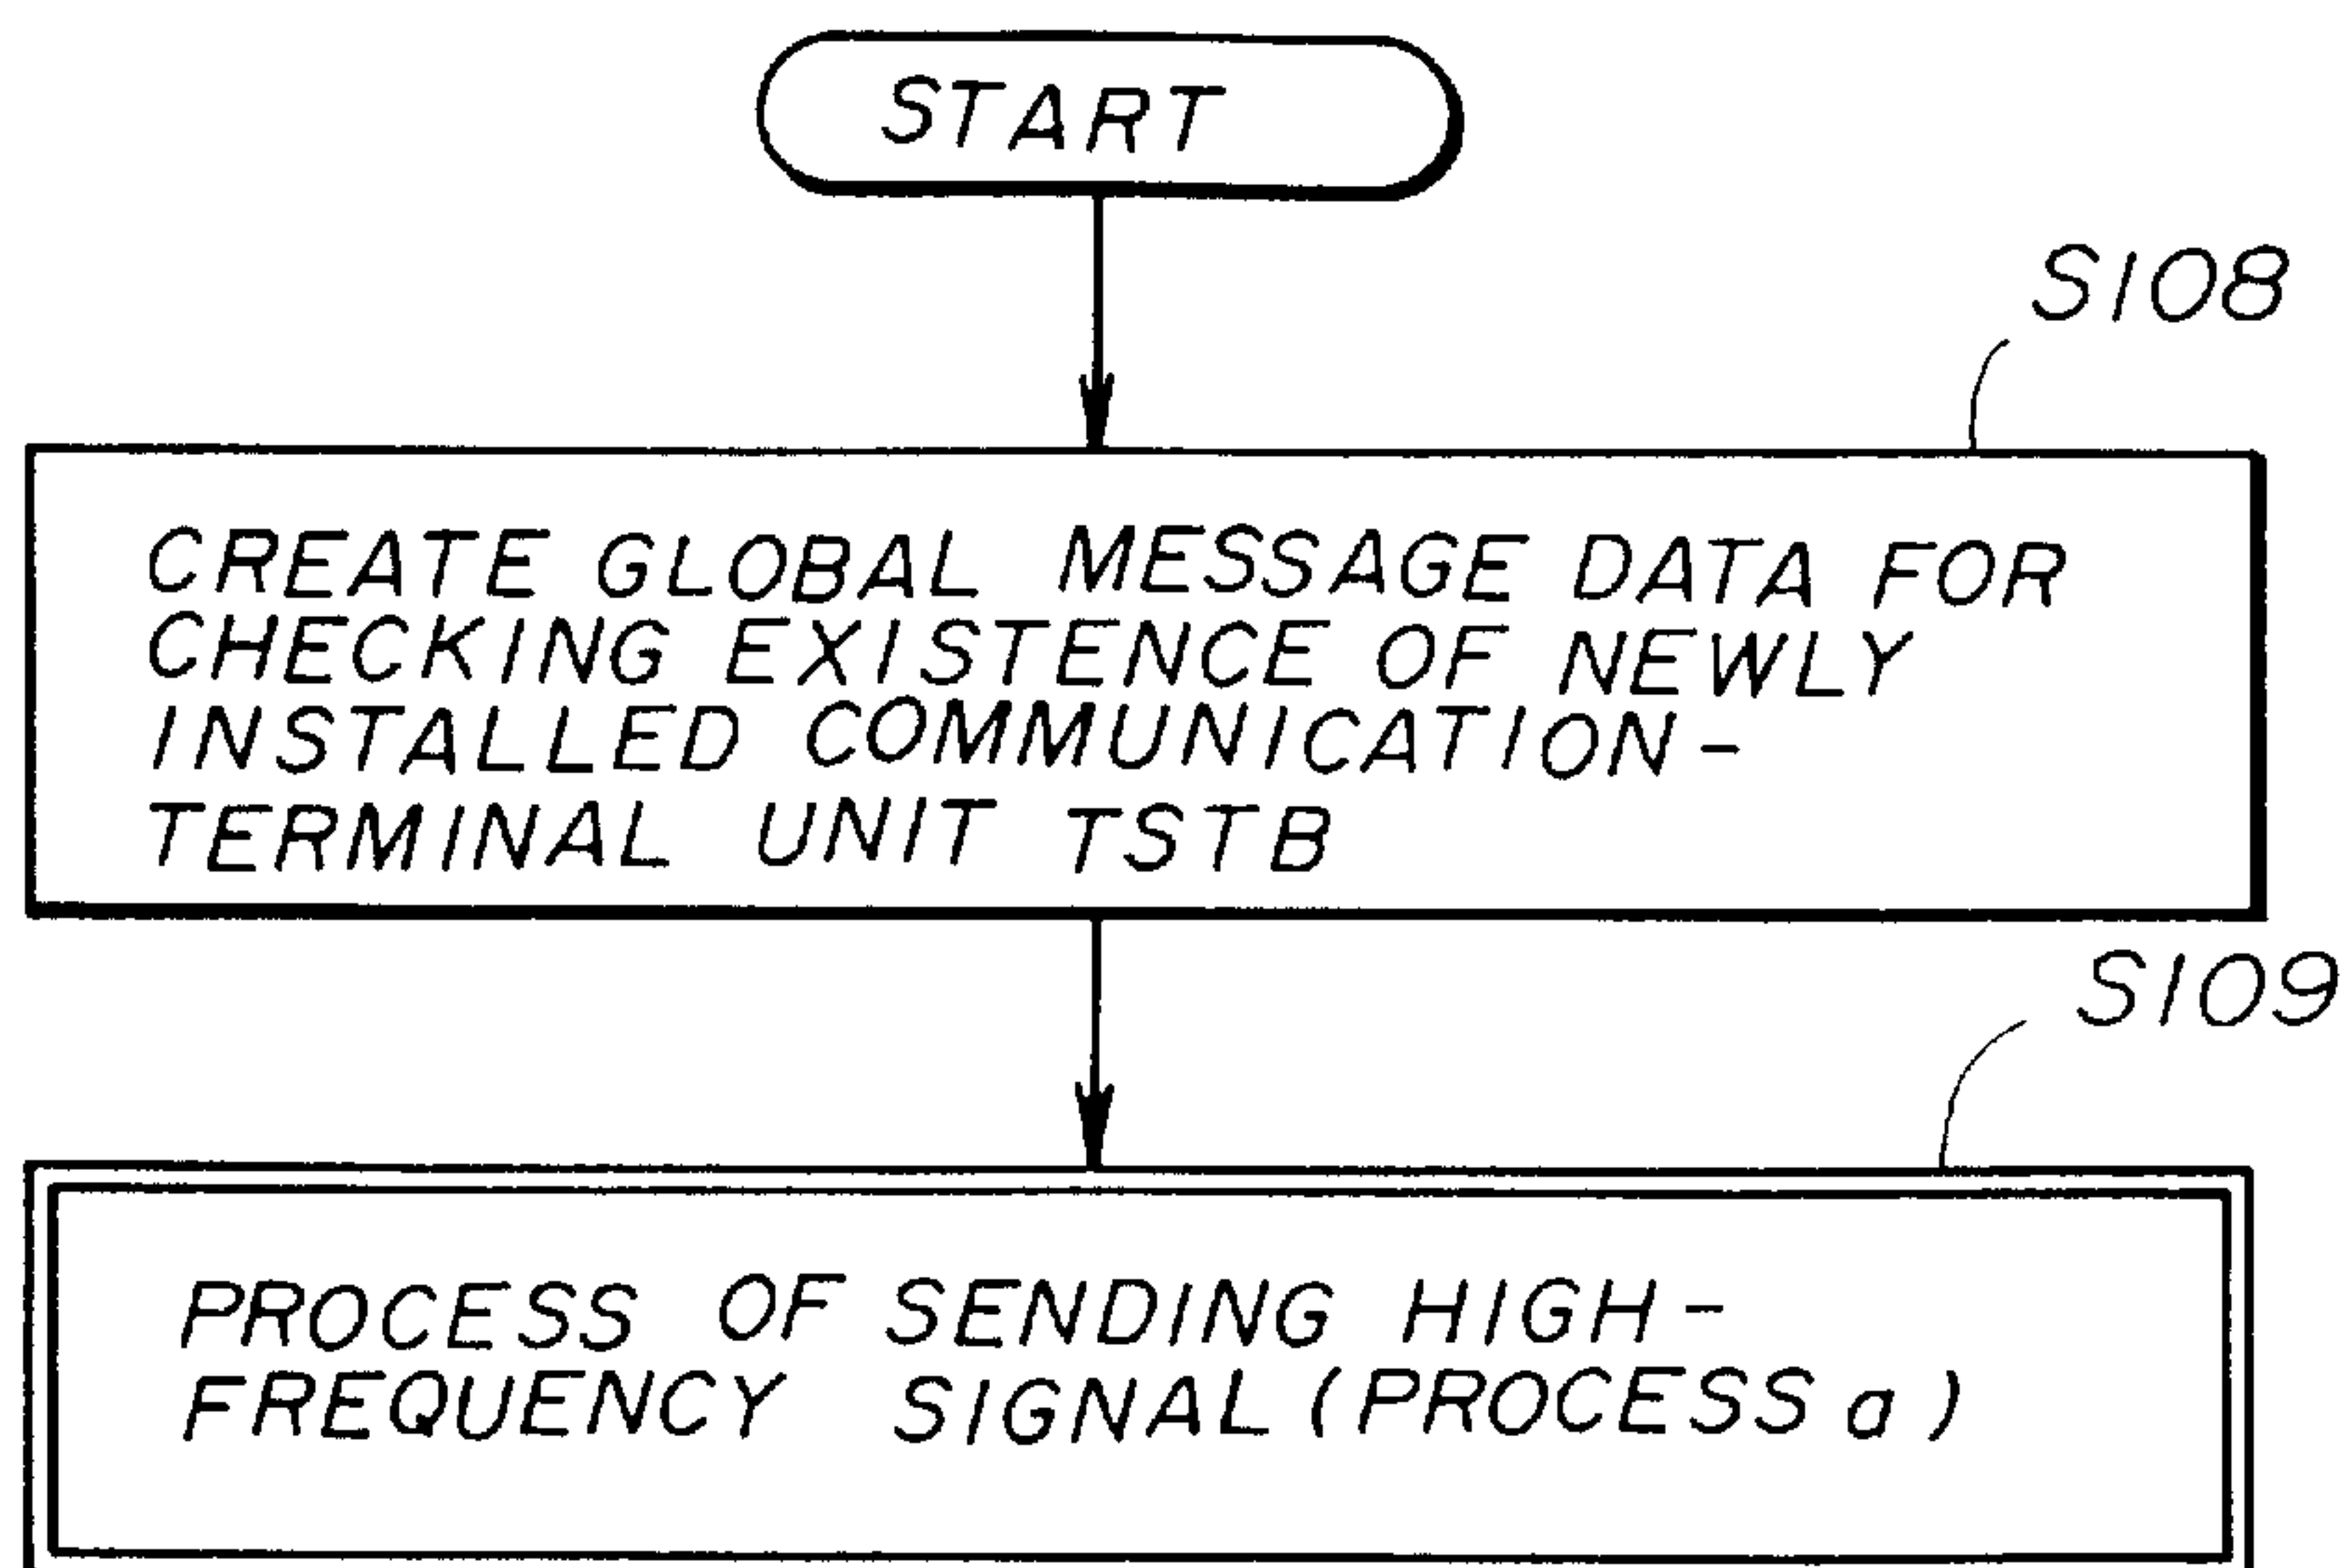 START
S108
CREATE GLOBAL MESSAGE DATA FOR
CHECKING EXISTENCE OF NEWLY
INSTALLED COMMUNICATION-
TERMINAL UNIT TSTB
S109
PROCESS OF SENDING HIGH-
FREQUENCY SIGNAL (PROCESS a)